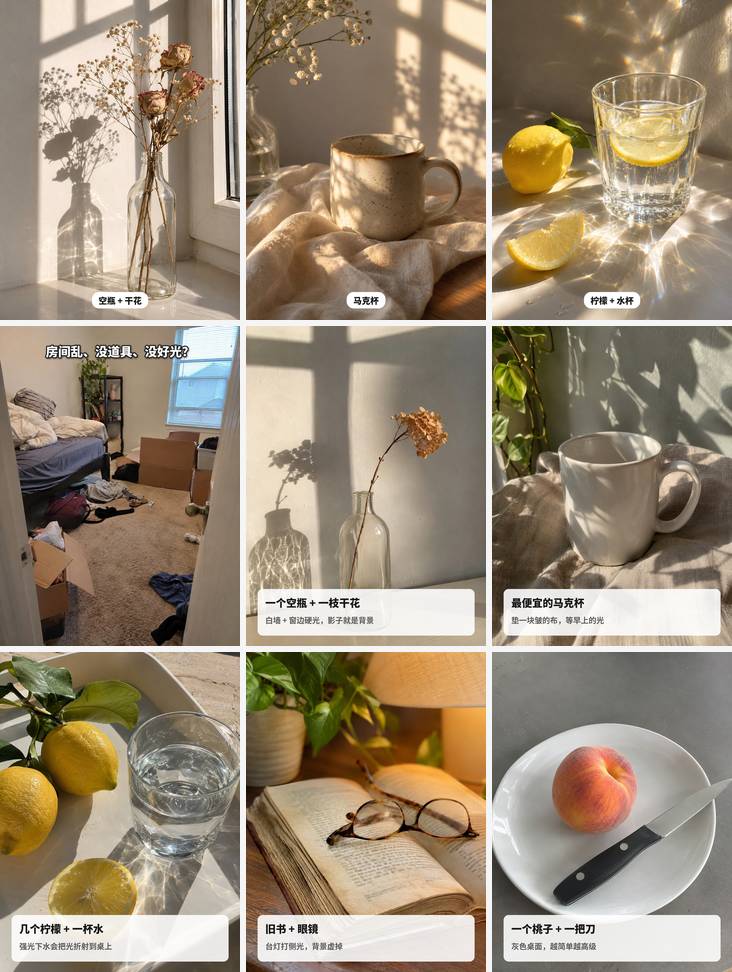 空瓶 + 干花
马克杯
柠檬 + 水杯
房间乱、没道具、没好光?
一个空瓶 + 一枝干花
白墙 + 窗边硬光，影子就是背景
最便宜的马克杯
垫一块皱的布，等早上的光
几个柠檬 + 一杯水
强光下水会把光折射到桌上
旧书 + 眼镜
台灯打侧光，背景虚掉
一个桃子 + 一把刀
灰色桌面，越简单越高级